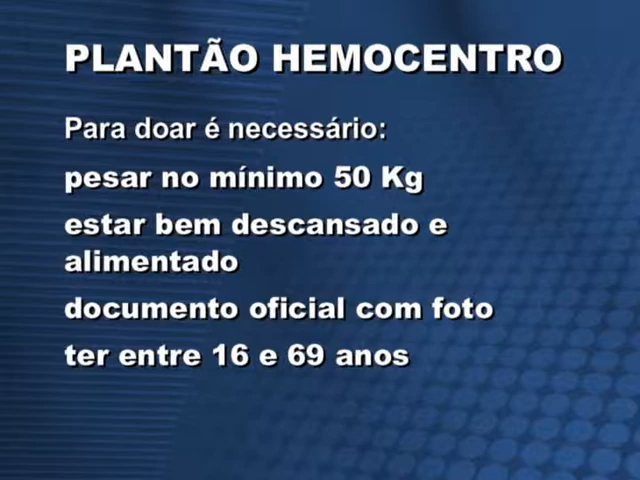 PLANTÃO HEMOCENTRO
Para doar é necessário:
pesar no mínimo 50 Kg
estar bem descansado e
alimentado
documento oficial com foto
ter entre 16 e 69 anos